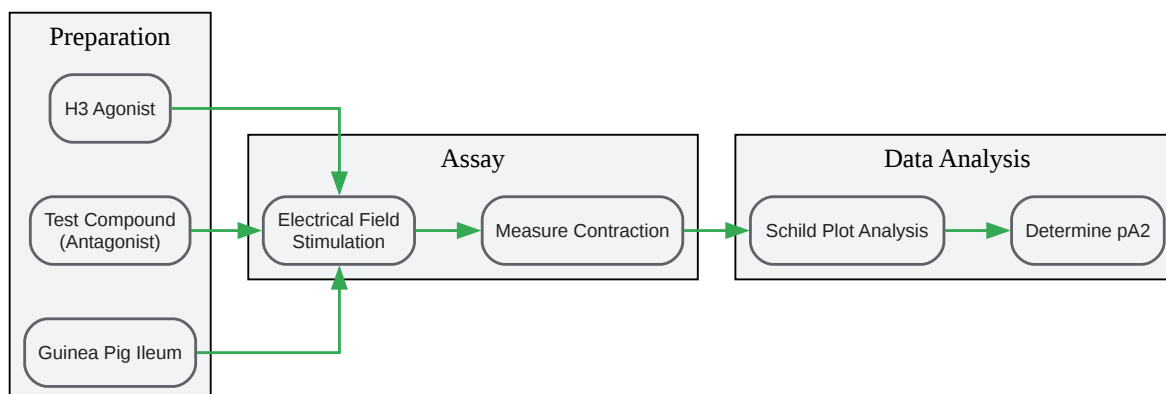 Preparation
H3 Agonist
Test Compound
(Antagonist)
Guinea Pig Ileum
Assay
Electrical Field
Stimulation
Measure Contraction
Data Analysis
Schild Plot Analysis
Determine pA2